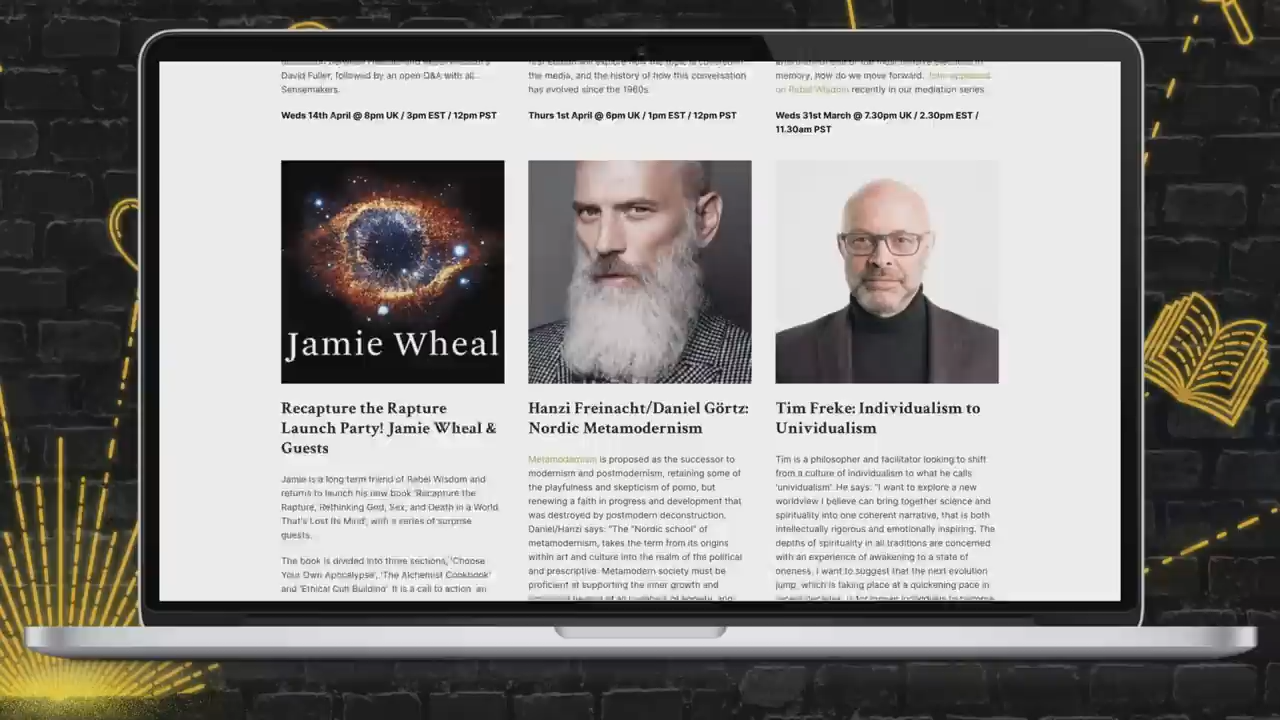 David Fuller, followed by an open Q&A with all
Sensemakers.
Weds 14th April @ 8pm UK / 3pm EST / 12pm PST
the media, and the history of how this conversation
has evolved since the 1960s.
Thurs 1st April @ 6pm UK / 1pm EST / 12pm PST
memory, how do we move forward. John appeared
on Rebel Wisdom recently in our mediation series.
Weds 31st March @ 7.30pm UK / 2.30pm EST /
11.30am PST
Jamie Wheal
Recapture the Rapture
Launch Party! Jamie Wheal &
Guests
Jamie is a long term friend of Rebel Wisdom and
returns to launch his new book 'Recapture the
Rapture, Rethinking God, Sex, and Death in a World
That's Lost Its Mind', with a series of surprise
guests.
The book is divided into three sections, 'Choose
Your Own Apocalypse', 'The Alchemist Cookbook'
and 'Ethical Cult Building' It is a call to action an
Hanzi Freinacht/Daniel Görtz:
Nordic Metamodernism
Metamodernism is proposed as the successor to
modernism and postmodernism, retaining some of
the playfulness and skepticism of pomo, but
renewing a faith in progress and development that
was destroyed by postmodern deconstruction.
Daniel/Hanzi says: "The "Nordic school" of
metamodernism, takes the term from its origins
within art and culture into the realm of the political
and prescriptive. Metamodern society must be
proficient at supporting the inner growth and
Tim Freke: Individualism to
Unividualism
Tim is a philosopher and facilitator looking to shift
from a culture of individualism to what he calls
'unividualism'. He says: "I want to explore a new
worldview I believe can bring together science and
spirituality into one coherent narrative, that is both
intellectually rigorous and emotionally inspiring. The
depths of spirituality in all traditions are concerned
with an experience of awakening to a state of
oneness. I want to suggest that the next evolution
jump, which is taking place at a quickening pace in